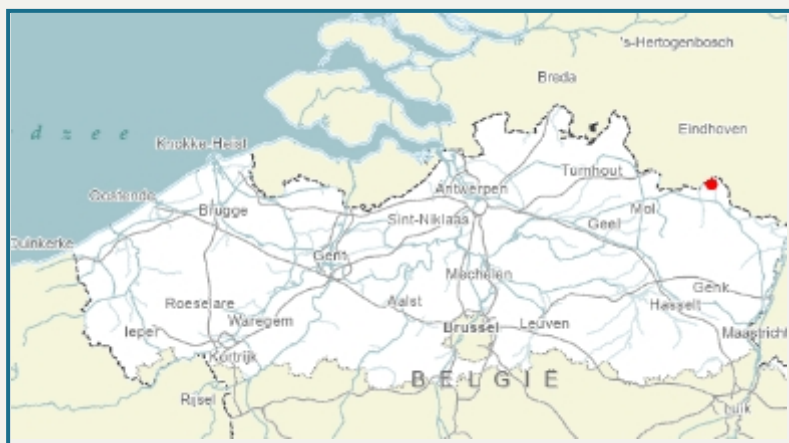 's-Hertogenbosch
Breda
Eindhoven
d z e e
Knokke-Heist
Turnhout
Oostende
Antwerpen
Brugge
Sint-Niklaas
Geel
Mol
Duinkerke
Gent
Mechelen
Genk
Roeselare
Aalst
Hasselt
Ieper
Waregem
Brussel
Leuven
Maastricht
Kortrijk
BELGIË
Rijsel
Luik